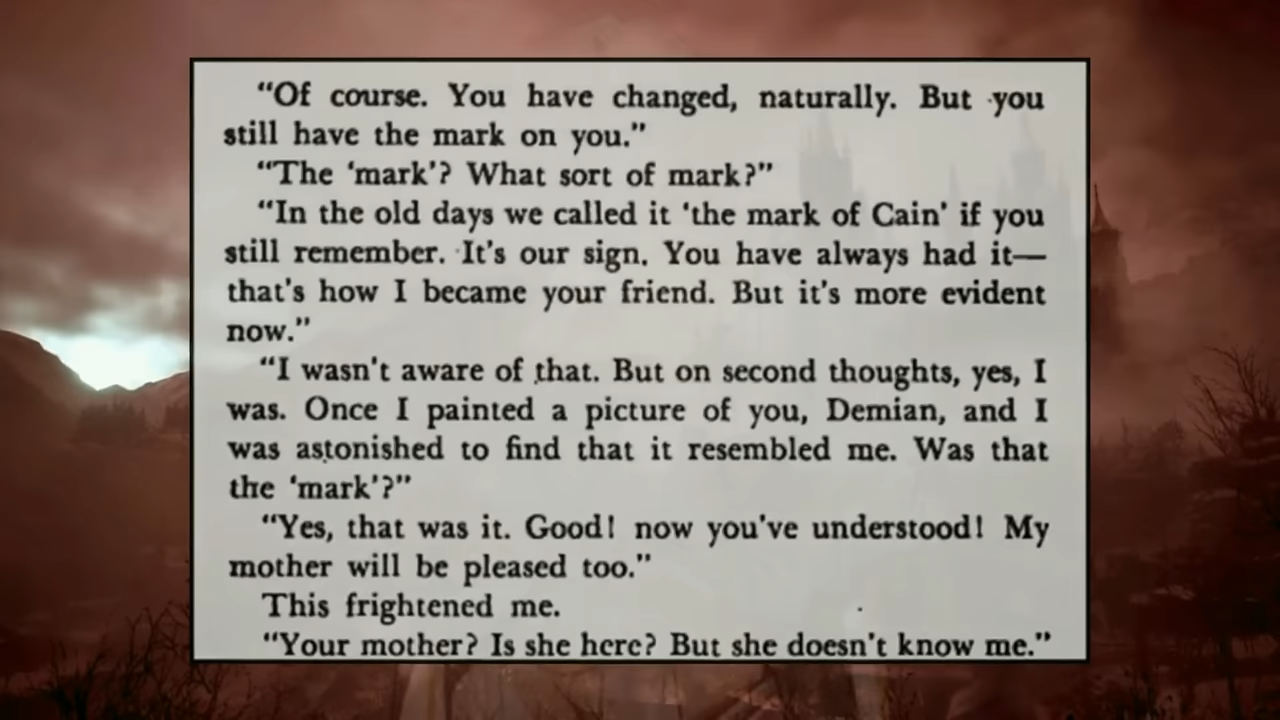 “Of course. You have changed, naturally. But you
still have the mark on you.”
“The ‘mark’? What sort of mark?”
“In the old days we called it ‘the mark of Cain’ if you
still remember. It’s our sign. You have always had it—
that’s how I became your friend. But it’s more evident
now.”
“I wasn’t aware of that. But on second thoughts, yes, I
was. Once I painted a picture of you, Demian, and I
was astonished to find that it resembled me. Was that
the ‘mark’?”
“Yes, that was it. Good! now you’ve understood! My
mother will be pleased too.”
This frightened me.
“Your mother? Is she here? But she doesn’t know me.”